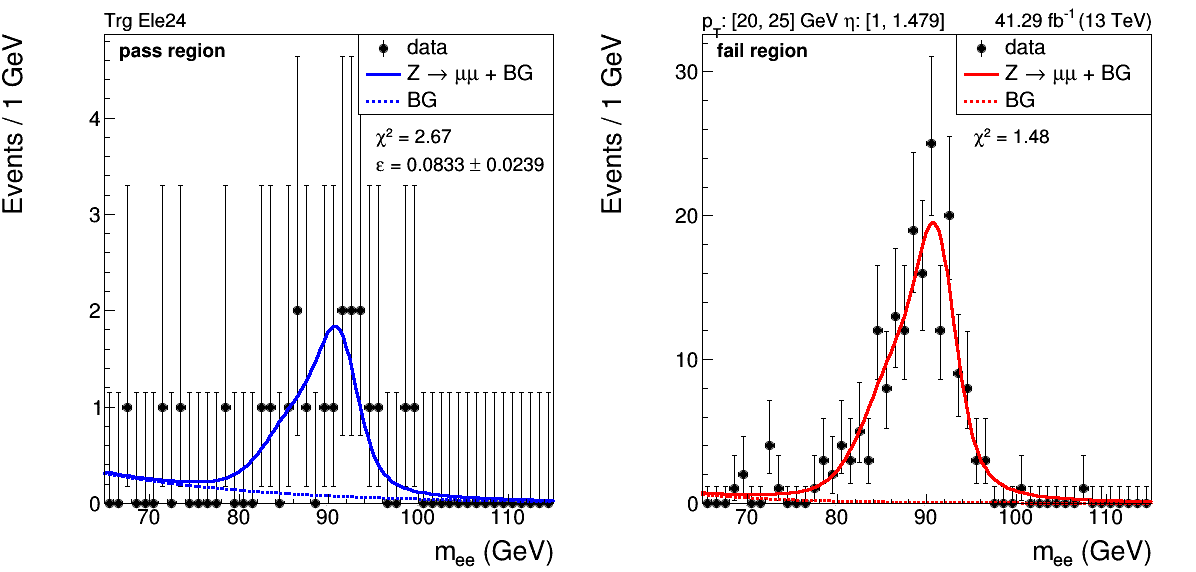 Trg Ele24
pass region
data
Z → μμ + BG
BG
χ² = 2.67
ε = 0.0833 ± 0.0239
Events / 1 GeV
4
3
2
1
0
70 80 90 100 110
m_ee (GeV)
p_T: [20, 25] GeV η: [1, 1.479] 41.29 fb⁻¹ (13 TeV)
fail region
data
Z → μμ + BG
BG
χ² = 1.48
Events / 1 GeV
30
20
10
0
70 80 90 100 110
m_ee (GeV)